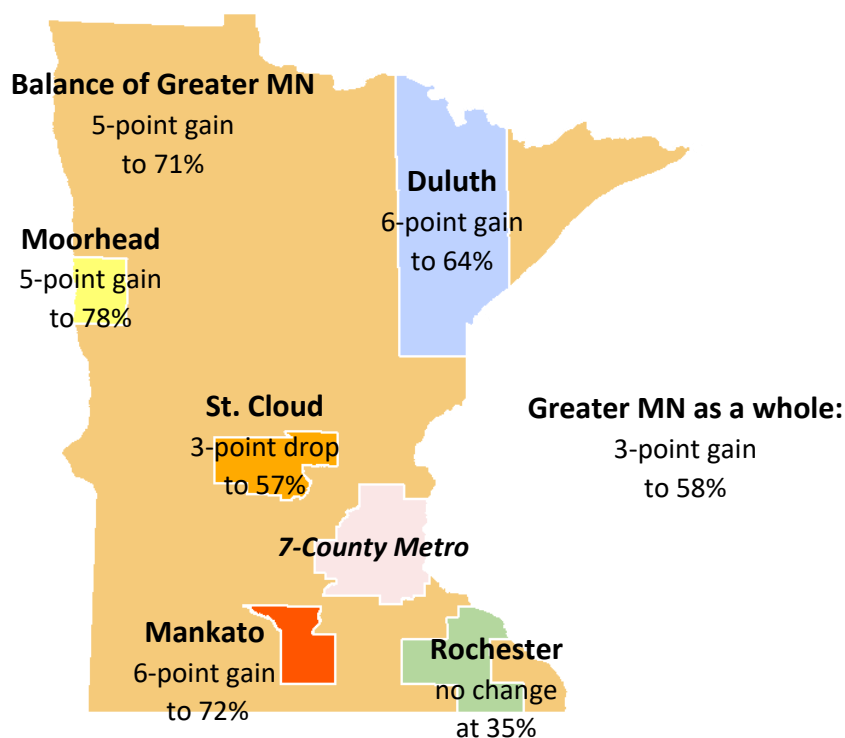 Balance of Greater MN
5-point gain
to 71%
Duluth
6-point gain
to 64%
Moorhead
5-point gain
to 78%
St. Cloud
3-point drop
to 57%
Greater MN as a whole:
3-point gain
to 58%
7-County Metro
Mankato
6-point gain
to 72%
Rochester
no change
at 35%